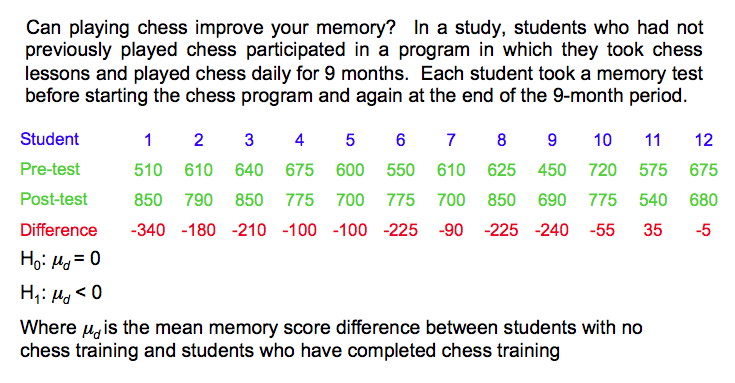 Can playing chess improve your memory? In a study, students who had not
previously played chess participated in a program in which they took chess
lessons and played chess daily for 9 months. Each student took a memory test
before starting the chess program and again at the end of the 9-month period.
Student 1 2 3 4 5 6 7 8 9 10 11 12
Pre-test 510 610 640 675 600 550 610 625 450 720 575 675
Post-test 850 790 850 775 700 775 700 850 690 775 540 680
Difference -340 -180 -210 -100 -100 -225 -90 -225 -240 -55 35 -5
H₀: μd = 0
H₁: μd < 0
Where μd is the mean memory score difference between students with no
chess training and students who have completed chess training